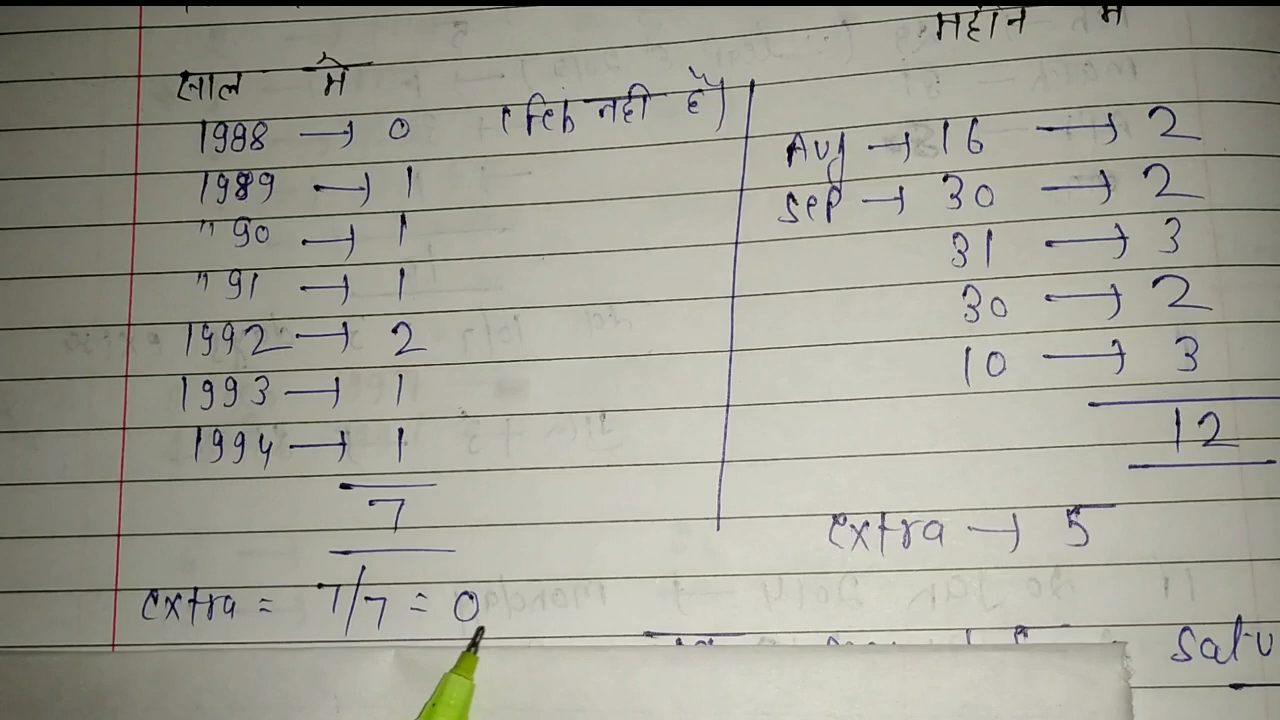 साल में
1988 → 0 (Feb नही है)
1989 → 1
" 90 → 1
" 91 → 1
1992 → 2
1993 → 1
1994 → 1
7
extra = 7/7 = 0
महीने में
Aug → 16 → 2
Sep → 30 → 2
31 → 3
30 → 2
10 → 3
12
extra → 5
Satu